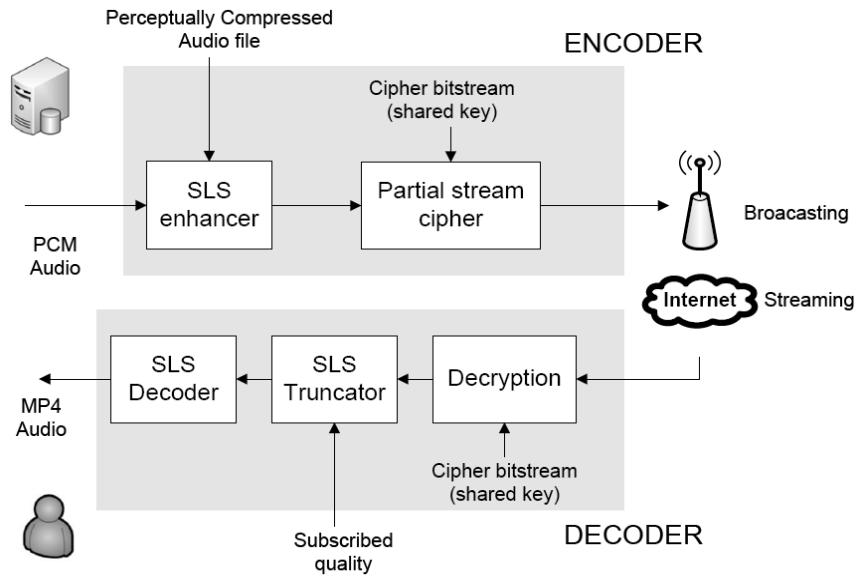 Perceptually Compressed
Audio file
ENCODER
Cipher bitstream
(shared key)
SLS
enhancer
Partial stream
cipher
PCM
Audio
Broacasting
Internet
Streaming
SLS
Decoder
SLS
Truncator
Decryption
MP4
Audio
Cipher bitstream
(shared key)
Subscribed
quality
DECODER